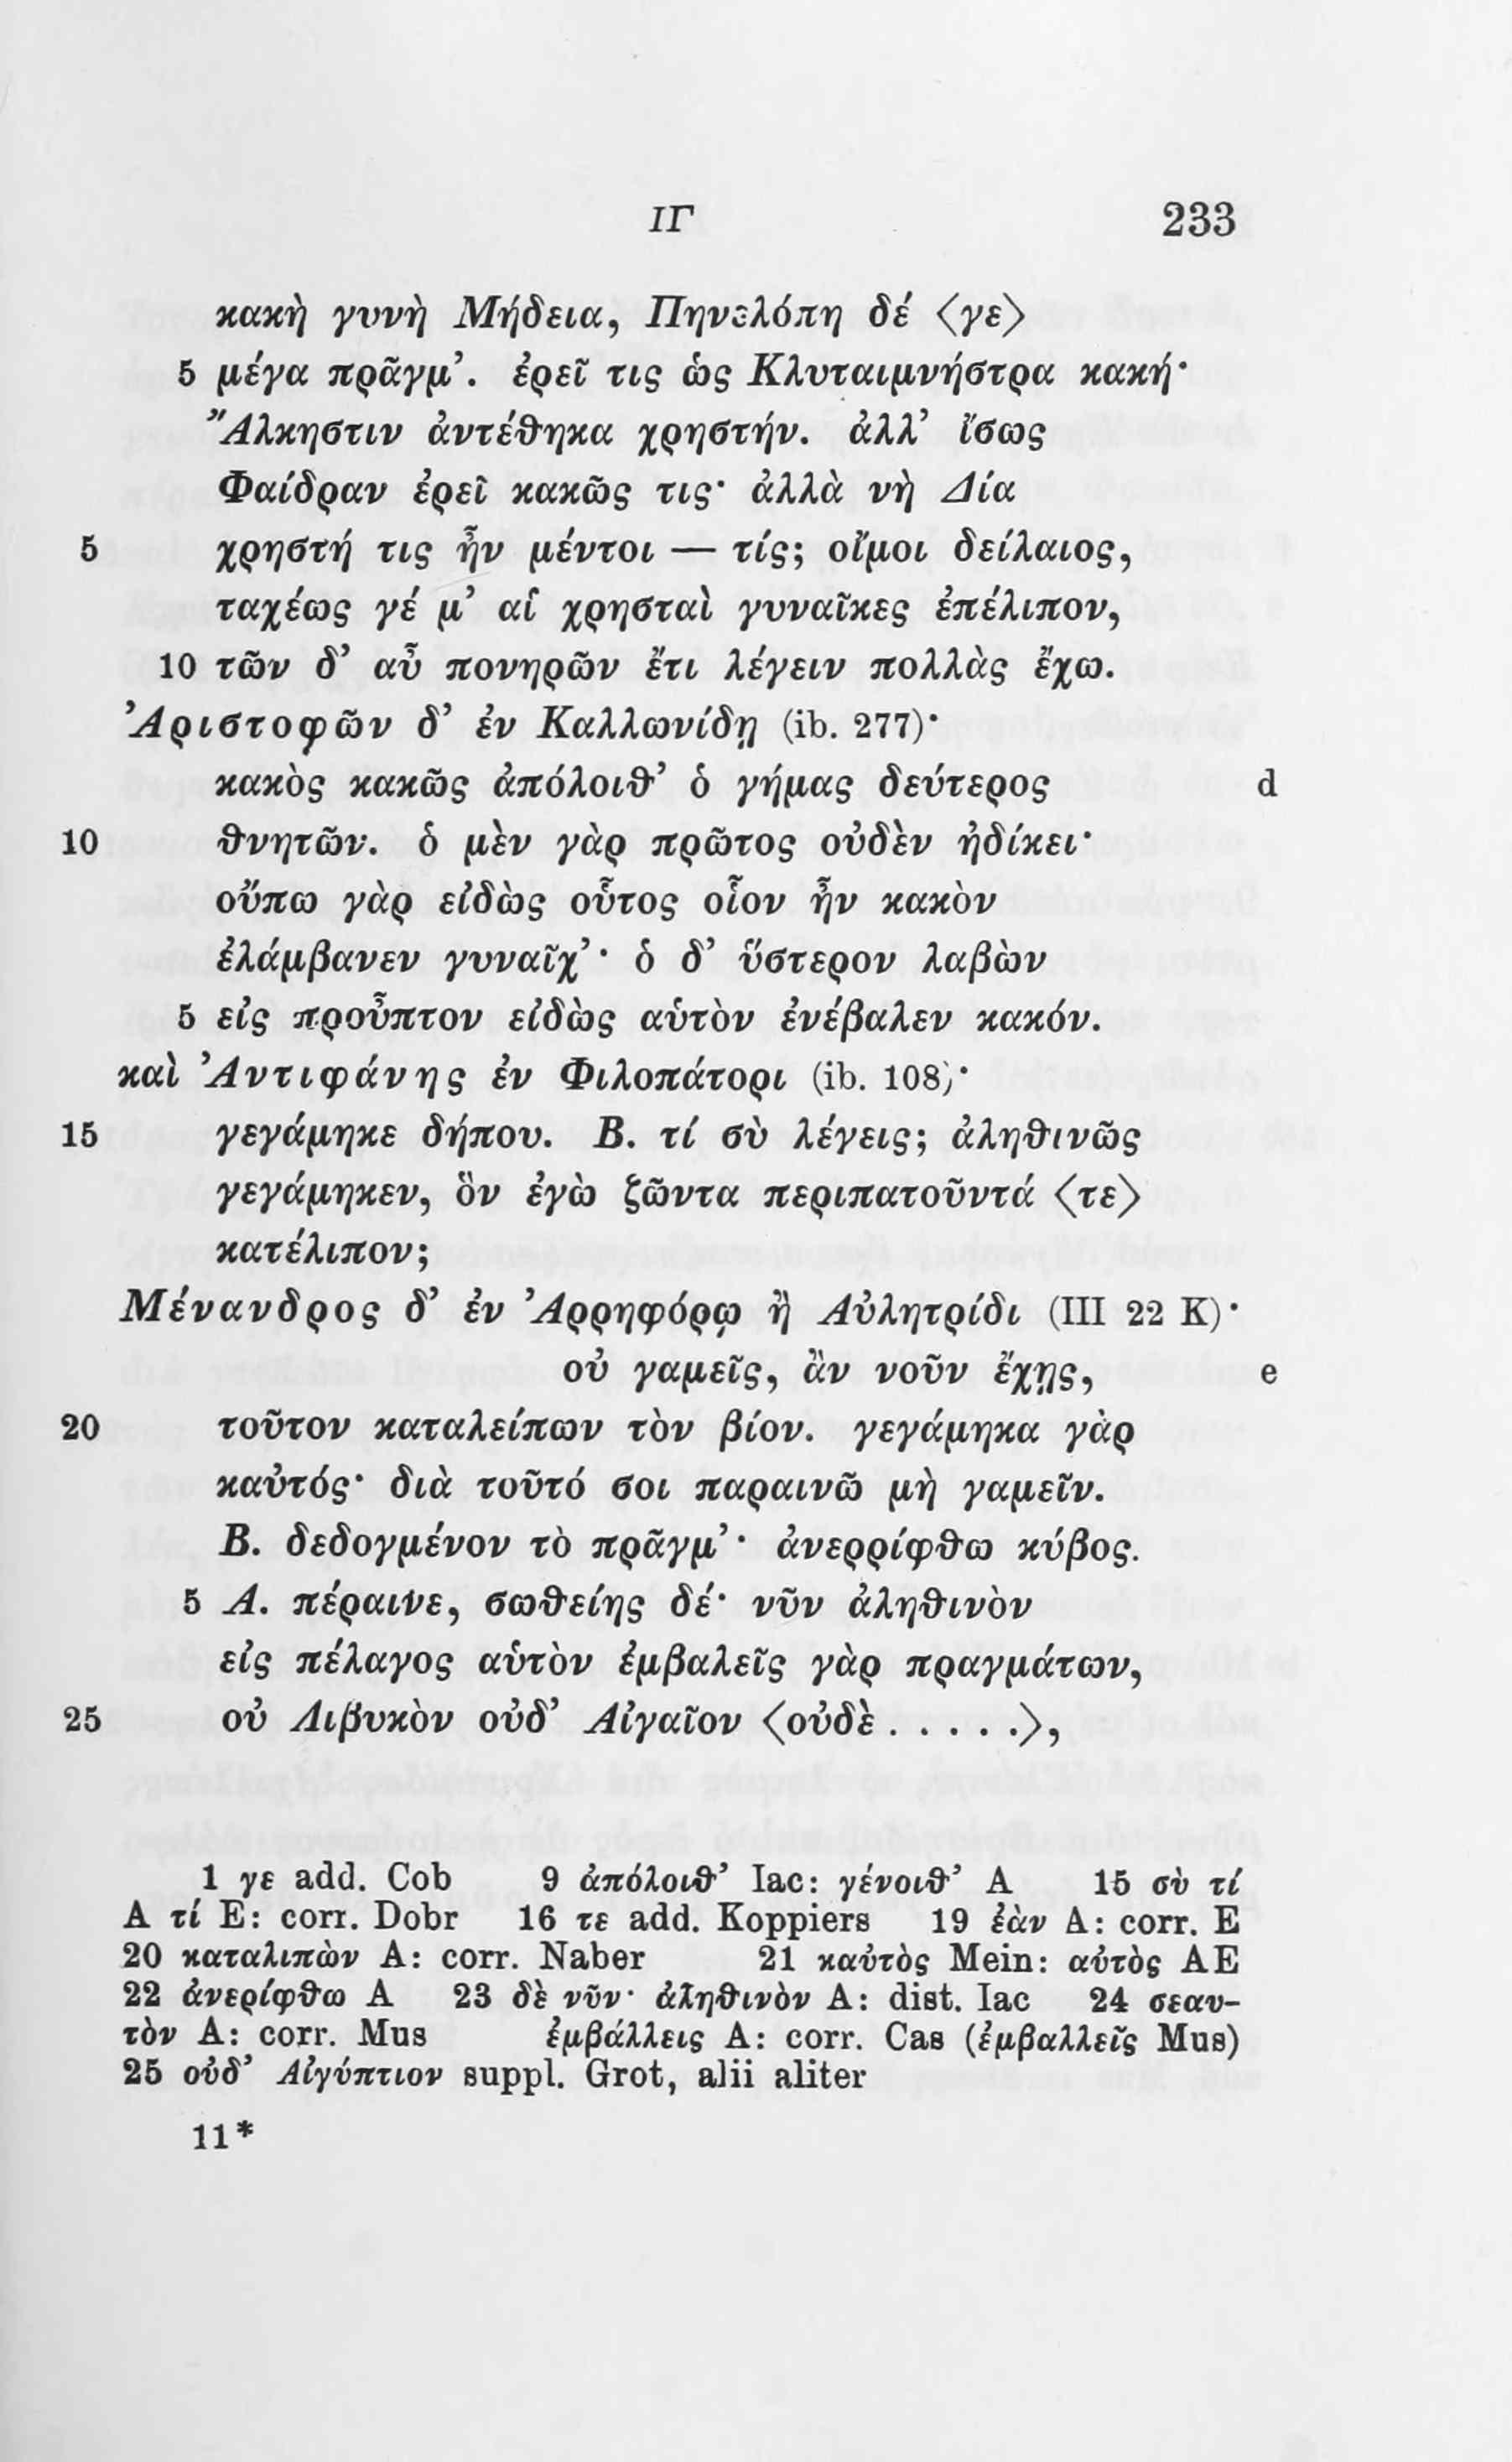 ΙΓ 233
κακὴ γυνὴ Μήδεια, Πηνελόπη δέ 〈γε〉
5 μέγα πρᾶγμ’. ἐρεῖ τις ὡς Κλυταιμνήστρα κακή·
Ἄλκηστιν ἀντέθηκα χρηστήν. ἀλλ’ ἴσως
Φαίδραν ἐρεῖ κακῶς τις· ἀλλὰ νὴ Δία
5 χρηστή τις ἦν μέντοι — τίς; οἴμοι δείλαιος,
ταχέως γέ μ’ αἱ χρησταὶ γυναῖκες ἐπέλιπον,
10 τῶν δ’ αὖ πονηρῶν ἔτι λέγειν πολλὰς ἔχω.
Ἀριστοφῶν δ’ ἐν Καλλωνίδῃ (ib. 277)·
κακὸς κακῶς ἀπόλοιθ’ ὁ γήμας δεύτερος d
10 θνητῶν. ὁ μὲν γὰρ πρῶτος οὐδὲν ἠδίκει·
οὔπω γὰρ εἰδὼς οὗτος οἷον ἦν κακὸν
ἐλάμβανεν γυναῖχ’· ὁ δ’ ὕστερον λαβὼν
5 εἰς προῦπτον εἰδὼς αὑτὸν ἐνέβαλεν κακόν.
καὶ Ἀντιφάνης ἐν Φιλοπάτορι (ib. 108)·
15 γεγάμηκε δήπου. Β. τί σὺ λέγεις; ἀληθινῶς
γεγάμηκεν, ὃν ἐγὼ ζῶντα περιπατοῦντά 〈τε〉
κατέλιπον;
Μένανδρος δ’ ἐν Ἀρρηφόρῳ ἢ Αὐλητρίδι (III 22 K)·
οὐ γαμεῖς, ἂν νοῦν ἔχῃς, e
20 τοῦτον καταλείπων τὸν βίον. γεγάμηκα γὰρ
καὐτός· διὰ τοῦτό σοι παραινῶ μὴ γαμεῖν.
Β. δεδογμένον τὸ πρᾶγμ’· ἀνερρίφθω κύβος.
5 Α. πέραινε, σωθείης δέ· νῦν ἀληθινὸν
εἰς πέλαγος αὑτὸν ἐμβαλεῖς γὰρ πραγμάτων,
25 οὐ Λιβυκὸν οὐδ’ Αἰγαῖον 〈οὐδὲ . . . . .〉,
1 γε add. Cob 9 ἀπόλοιθ’ Iac: γένοιθ’ A 15 σὺ τί
A τί E: corr. Dobr 16 τε add. Koppiers 19 ἐὰν A: corr. E
20 καταλιπὼν A: corr. Naber 21 καὐτὸς Mein: αὐτὸς AE
22 ἀνερίφθω A 23 δὲ νῦν· ἀληθινὸν A: dist. Iac 24 σεαυ-
τὸν A: corr. Mus ἐμβάλλεις A: corr. Cas (ἐμβαλλεῖς Mus)
25 οὐδ’ Αἰγύπτιον suppl. Grot, alii aliter
11*